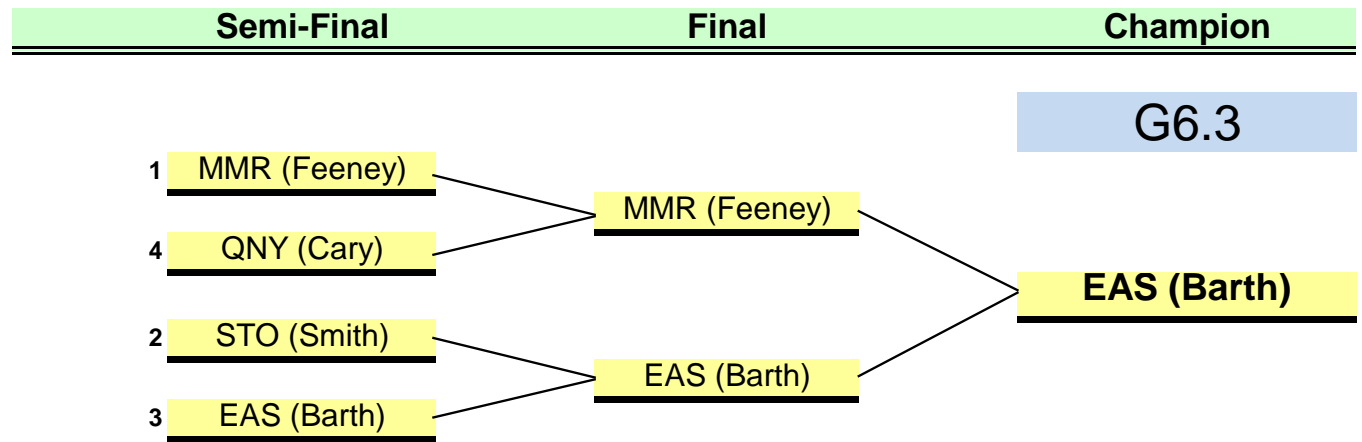 Semi-Final Final Champion
G6.3
1 MMR (Feeney)
MMR (Feeney)
4 QNY (Cary)
EAS (Barth)
2 STO (Smith)
EAS (Barth)
3 EAS (Barth)